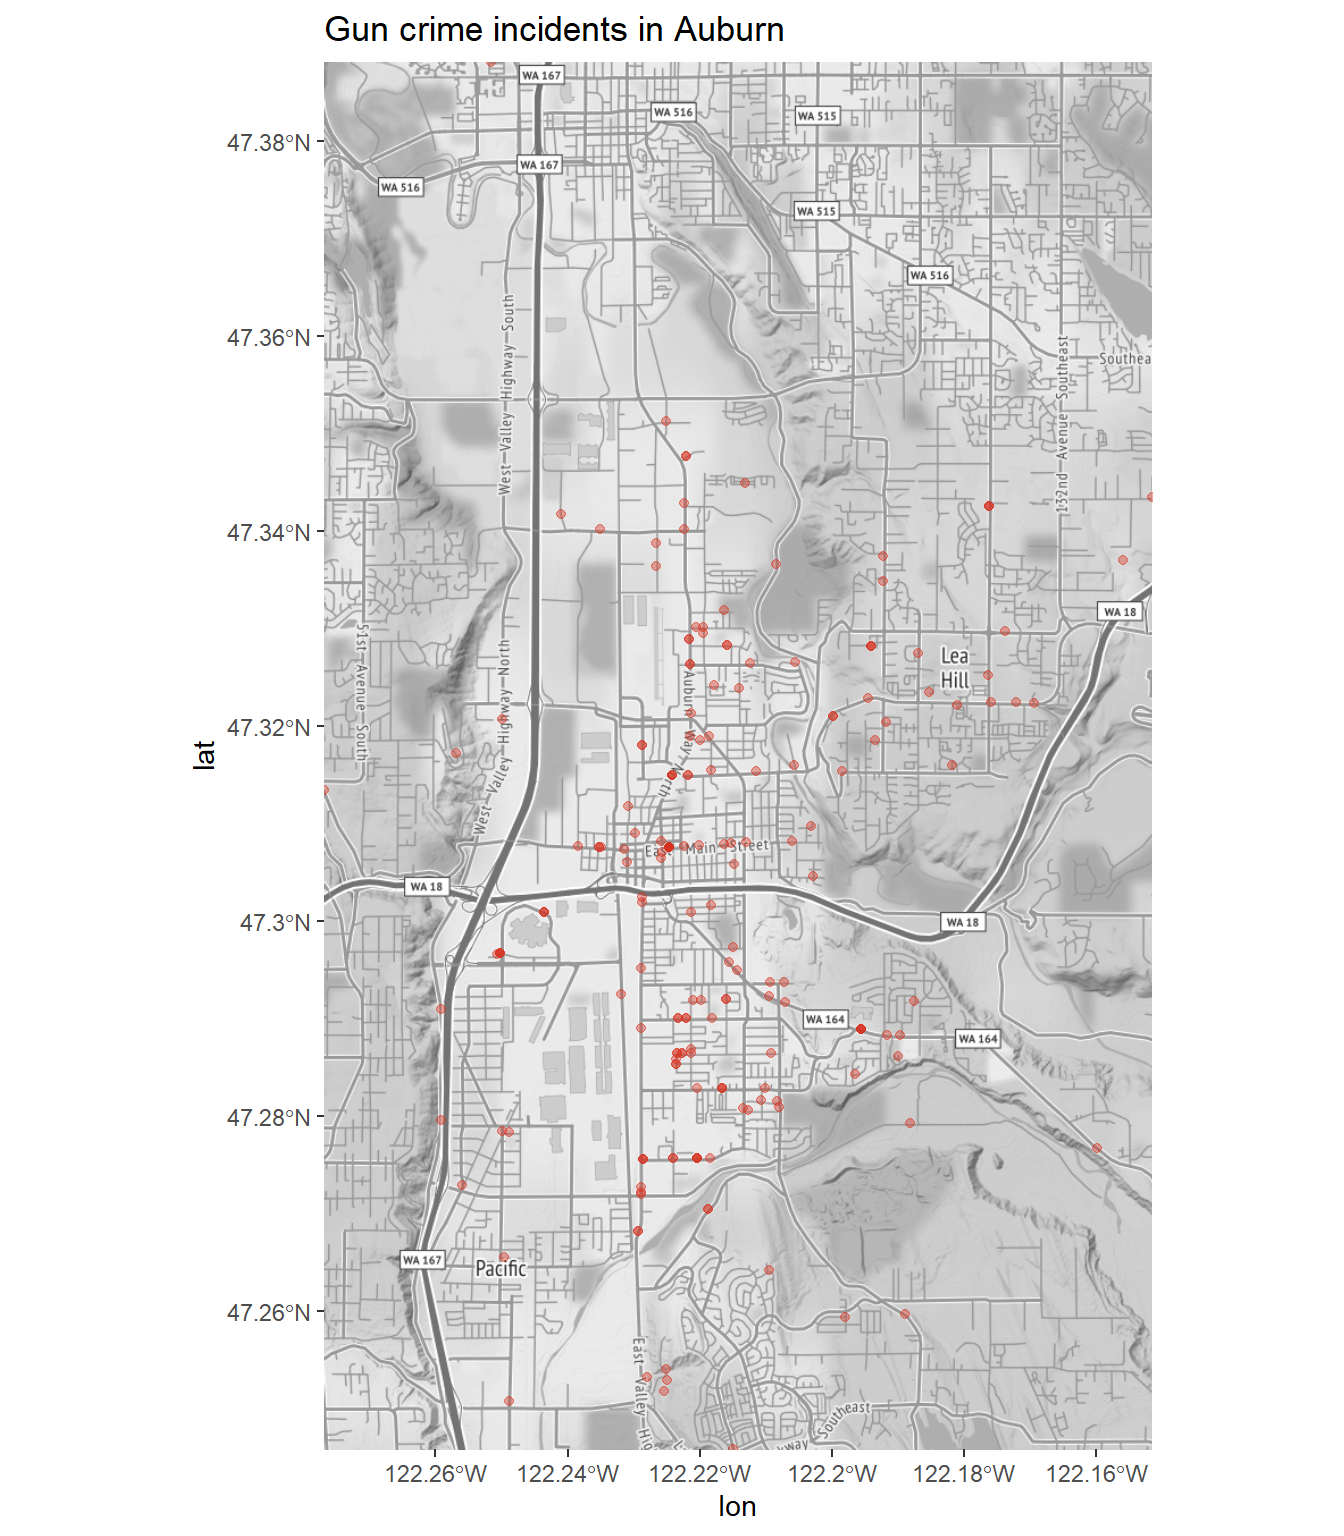 Gun crime incidents in Auburn
WA 167
WA 516
WA 515
47.38°N
WA 167
WA 516
WA 515
WA 516
West Valley Highway South
47.36°N
132nd Avenue Southeast
Southea
47.34°N
WA 18
51st Avenue South
West Valley Highway North
Lea
Hill
Auburn Way North
47.32°N
lat
East Main Street
WA 18
47.3°N
WA 18
WA 164
WA 164
47.28°N
WA 167
Pacific
47.26°N
East Valley Hig
kway Southeast
122.26°W 122.24°W 122.22°W 122.2°W 122.18°W 122.16°W
lon